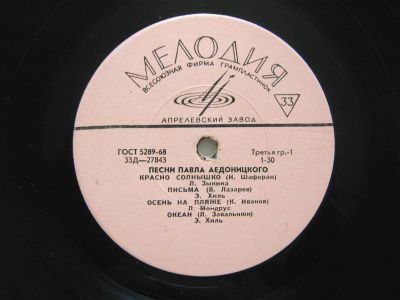 МЕЛОДИЯ
ВСЕСОЮЗНАЯ ФИРМА ГРАМПЛАСТИНОК
33
АПРЕЛЕВСКИЙ ЗАВОД
ГОСТ 5289-68
Третья гр.-1
33Д—27843
1-30
ПЕСНИ ПАВЛА АЕДОНИЦКОГО
КРАСНО СОЛНЫШКО (И. Шаферан)
Л. Зыкина
ПИСЬМА (В. Лазарев)
Э. Хиль
ОСЕНЬ НА ПЛЯЖЕ (К. Иванов)
Л. Мондрус
ОКЕАН (Л. Завальнюк)
Э. Хиль